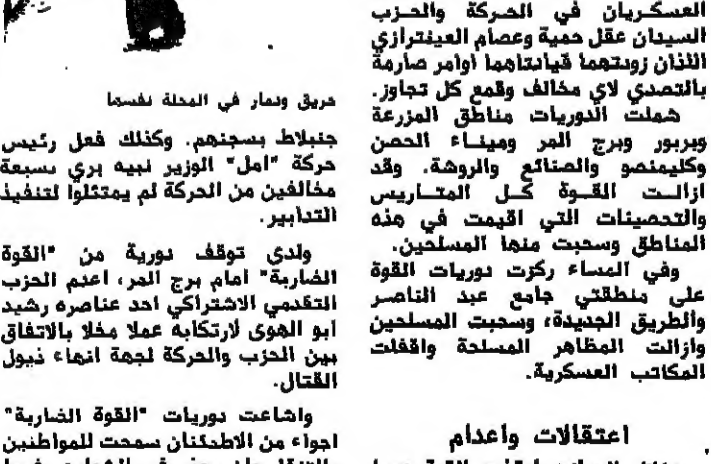 العسكريان في الحركة والحزب
السيدان عقل حمية وعصام العينترازي
اللذان زودتهما قيادتاهما أوامر صارمة
بالتصدي لاي مخالف وقمع كل تجاوز.
شملت الدوريات مناطق المزرعة
وبربور وبرج المر وميناء الحصن
وكليمنصو والصنائع والروشة. وقد
ازالت القوة كل المتاريس
والتحصينات التي اقيمت في هذه
المناطق وسحبت منها المسلحين.
وفي المساء ركزت دوريات القوة
على منطقتي جامع عبد الناصر
والطريق الجديدة، وسحبت المسلحين
وازالت المظاهر المسلحة واقفلت
المكاتب العسكرية.
اعتقالات واعدام
حريق ودمار في المحلة نفسها
جنبلاط بسجنهم. وكذلك فعل رئيس
حركة "امل" الوزير نبيه بري بسبعة
مخالفين من الحركة لم يمتثلوا لتنفيذ
التدابير.
ولدى توقف دورية من "القوة
الضاربة" امام برج المر، اعدم الحزب
التقدمي الاشتراكي احد عناصره رشيد
ابو الهوى لارتكابه عملا مخلا بالاتفاق
بين الحزب والحركة لجهة انهاء ذيول
القتال.
واشاعت دوريات "القوة الضاربة"
اجواء من الاطمئنان سمحت للمواطنين